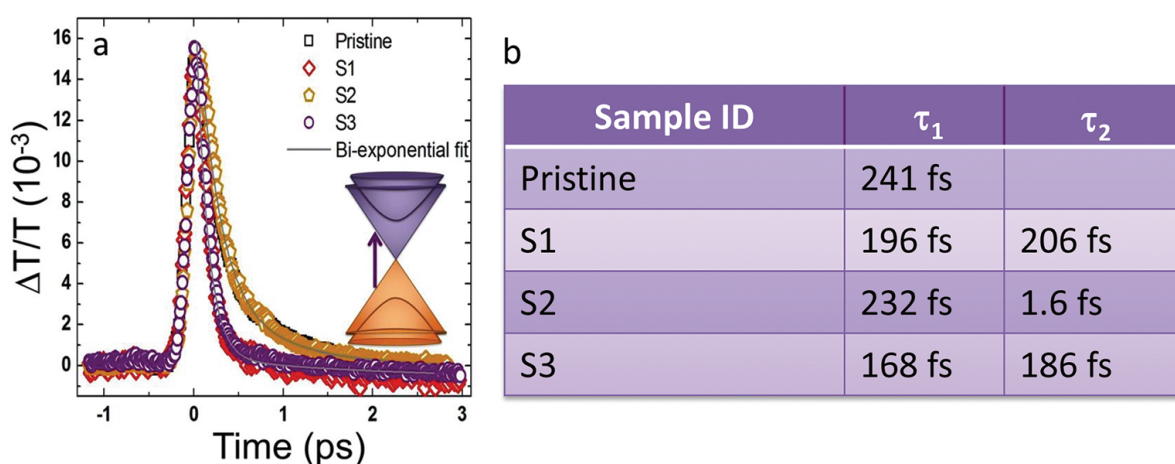 a
Pristine
S1
S2
S3
Bi-exponential fit
16
14
12
10
8
6
4
2
0
ΔT/T (10⁻³)
-1 0 1 2 3
Time (ps)
b
Sample ID τ₁ τ₂
Pristine 241 fs
S1 196 fs 206 fs
S2 232 fs 1.6 fs
S3 168 fs 186 fs